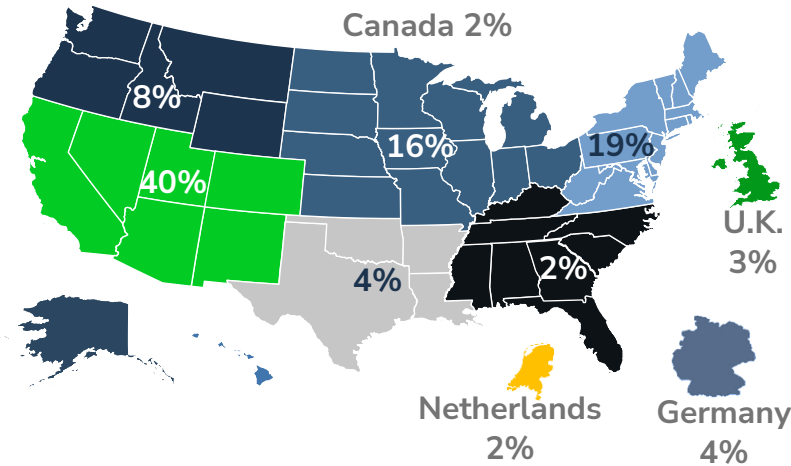 Canada 2%
8%
16%
19%
40%
U.K.
3%
4%
2%
Netherlands
2%
Germany
4%